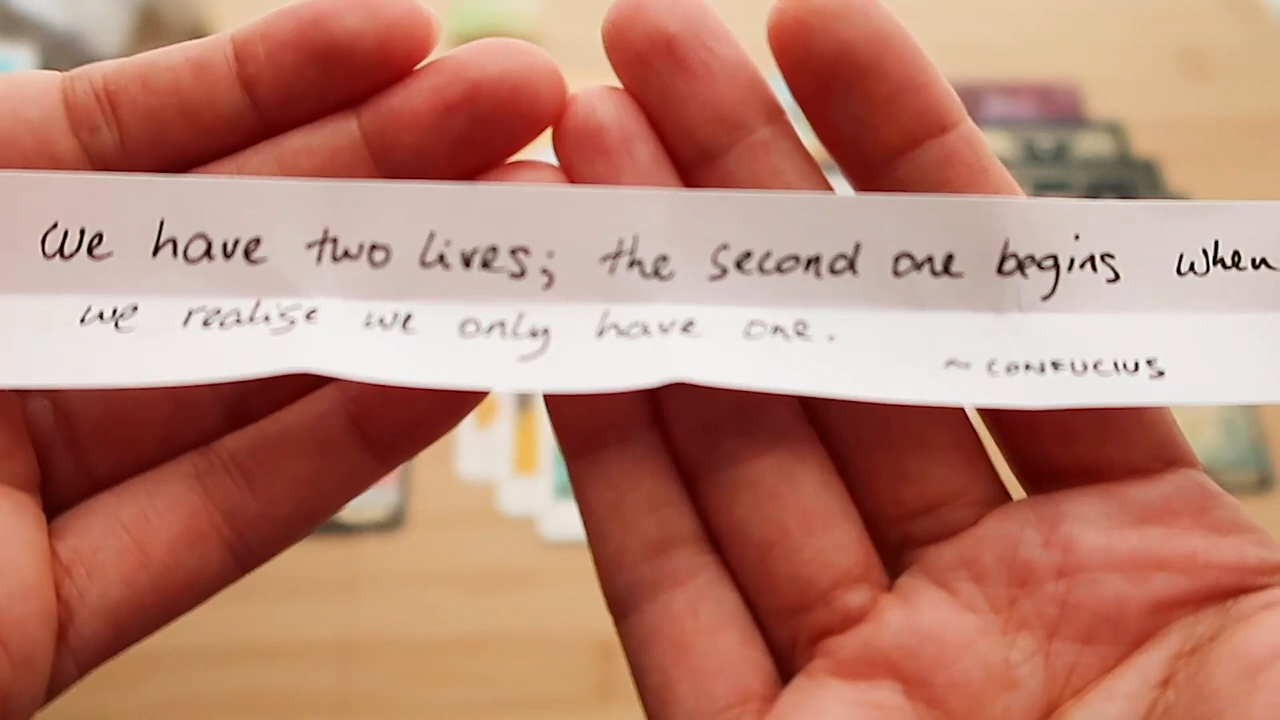 We have two lives; the second one begins when
we realise we only have one.
~ CONFUCIUS